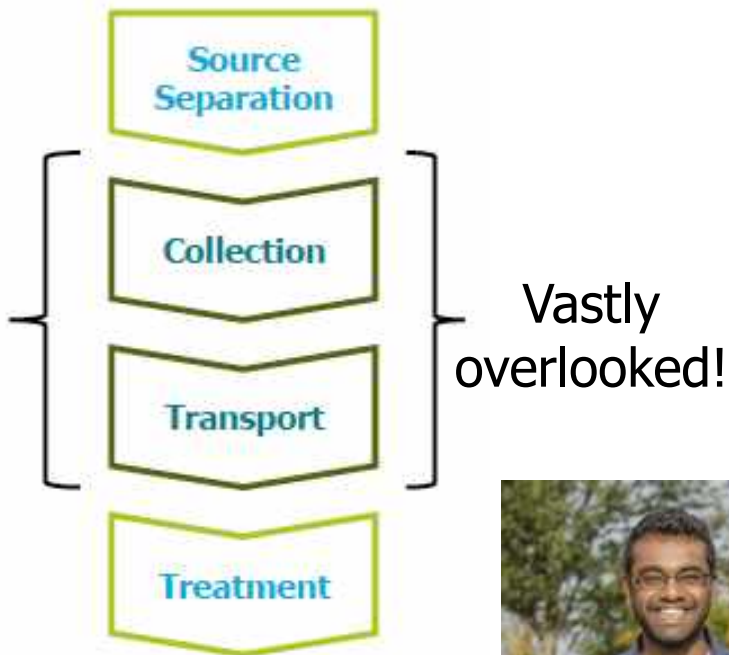 Source
Separation
Collection
Vastly
overlooked!
Transport
Treatment